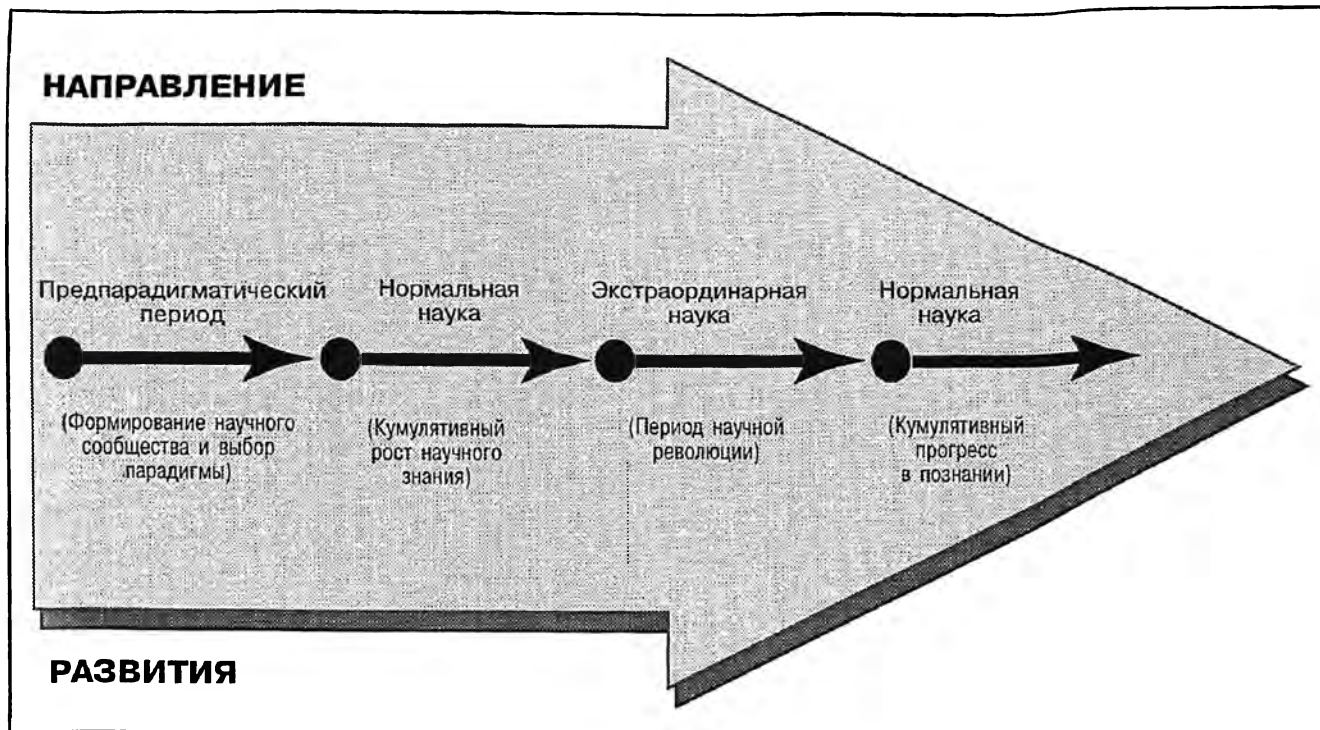 НАПРАВЛЕНИЕ
Предпарадигматический
период
Нормальная
наука
Экстраординарная
наука
Нормальная
наука
(Формирование научного
сообщества и выбор
парадигмы)
(Кумулятивный
рост научного
знания)
(Период научной
революции)
(Кумулятивный
прогресс
в познании)
РАЗВИТИЯ